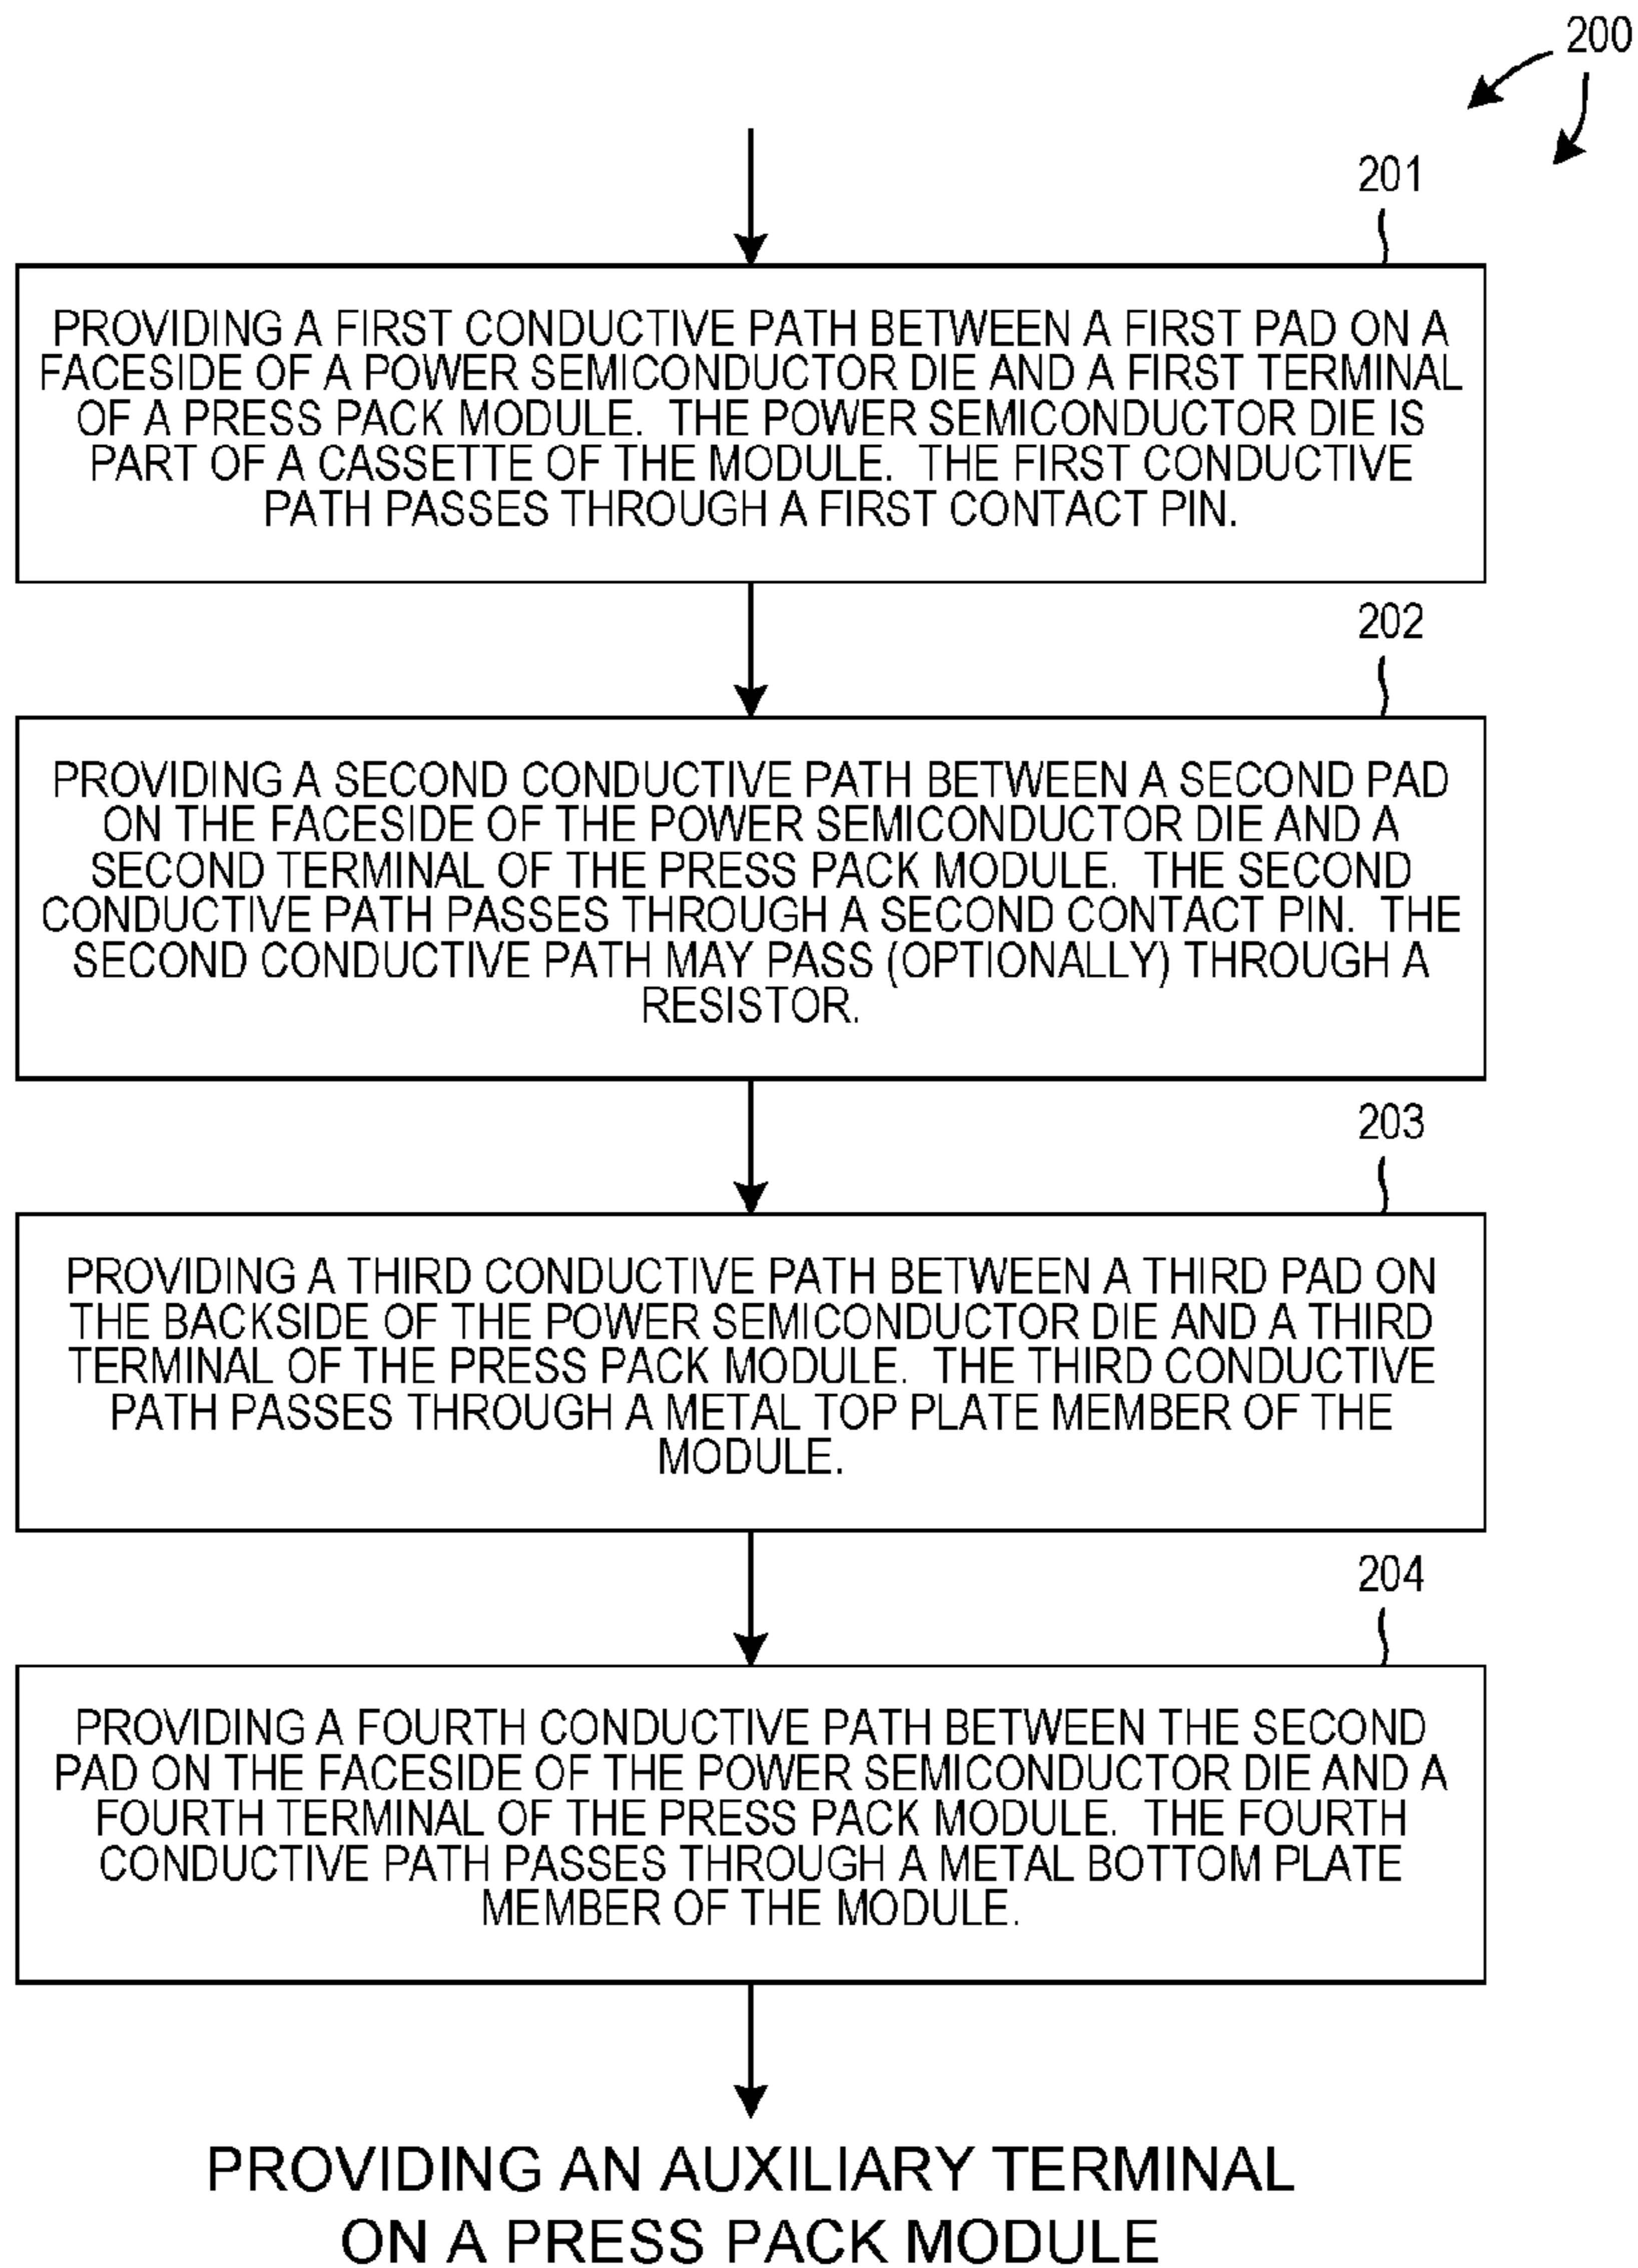 200
201
PROVIDING A FIRST CONDUCTIVE PATH BETWEEN A FIRST PAD ON A
FACESIDE OF A POWER SEMICONDUCTOR DIE AND A FIRST TERMINAL
OF A PRESS PACK MODULE. THE POWER SEMICONDUCTOR DIE IS
PART OF A CASSETTE OF THE MODULE. THE FIRST CONDUCTIVE
PATH PASSES THROUGH A FIRST CONTACT PIN.
202
PROVIDING A SECOND CONDUCTIVE PATH BETWEEN A SECOND PAD
ON THE FACESIDE OF THE POWER SEMICONDUCTOR DIE AND A
SECOND TERMINAL OF THE PRESS PACK MODULE. THE SECOND
CONDUCTIVE PATH PASSES THROUGH A SECOND CONTACT PIN. THE
SECOND CONDUCTIVE PATH MAY PASS (OPTIONALLY) THROUGH A
RESISTOR.
203
PROVIDING A THIRD CONDUCTIVE PATH BETWEEN A THIRD PAD ON
THE BACKSIDE OF THE POWER SEMICONDUCTOR DIE AND A THIRD
TERMINAL OF THE PRESS PACK MODULE. THE THIRD CONDUCTIVE
PATH PASSES THROUGH A METAL TOP PLATE MEMBER OF THE
MODULE.
204
PROVIDING A FOURTH CONDUCTIVE PATH BETWEEN THE SECOND
PAD ON THE FACESIDE OF THE POWER SEMICONDUCTOR DIE AND A
FOURTH TERMINAL OF THE PRESS PACK MODULE. THE FOURTH
CONDUCTIVE PATH PASSES THROUGH A METAL BOTTOM PLATE
MEMBER OF THE MODULE.
PROVIDING AN AUXILIARY TERMINAL
ON A PRESS PACK MODULE